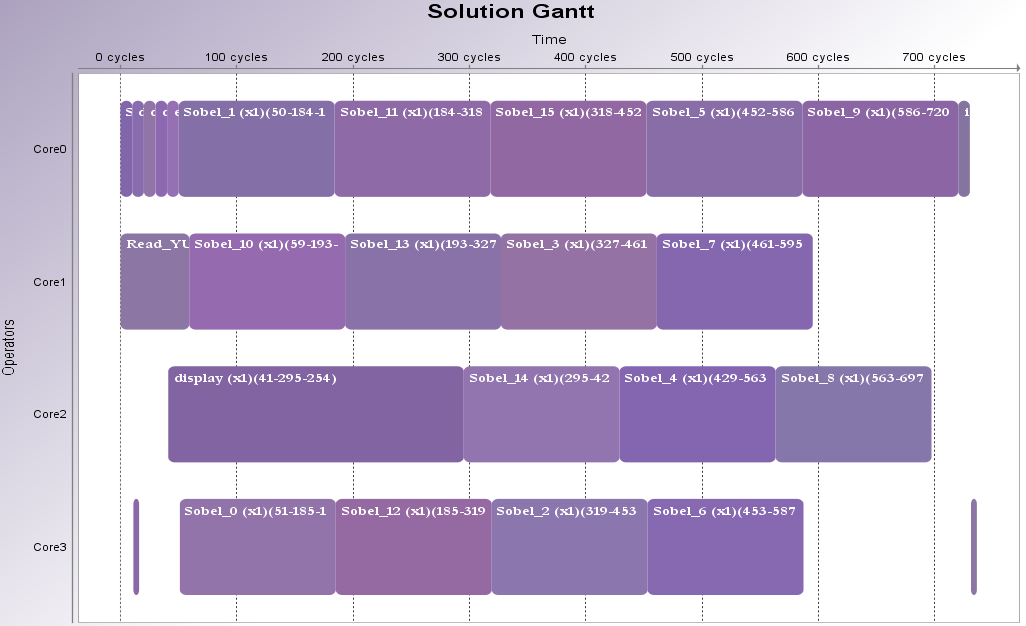 Solution Gantt
Time
0 cycles 100 cycles 200 cycles 300 cycles 400 cycles 500 cycles 600 cycles 700 cycles
Operators
Core0
Sobel_1 (x1)(50-184-1 Sobel_11 (x1)(184-318 Sobel_15 (x1)(318-452 Sobel_5 (x1)(452-586 Sobel_9 (x1)(586-720
Core1
Read_YU Sobel_10 (x1)(59-193- Sobel_13 (x1)(193-327 Sobel_3 (x1)(327-461 Sobel_7 (x1)(461-595
Core2
display (x1)(41-295-254) Sobel_14 (x1)(295-42 Sobel_4 (x1)(429-563 Sobel_8 (x1)(563-697
Core3
Sobel_0 (x1)(51-185-1 Sobel_12 (x1)(185-319 Sobel_2 (x1)(319-453 Sobel_6 (x1)(453-587